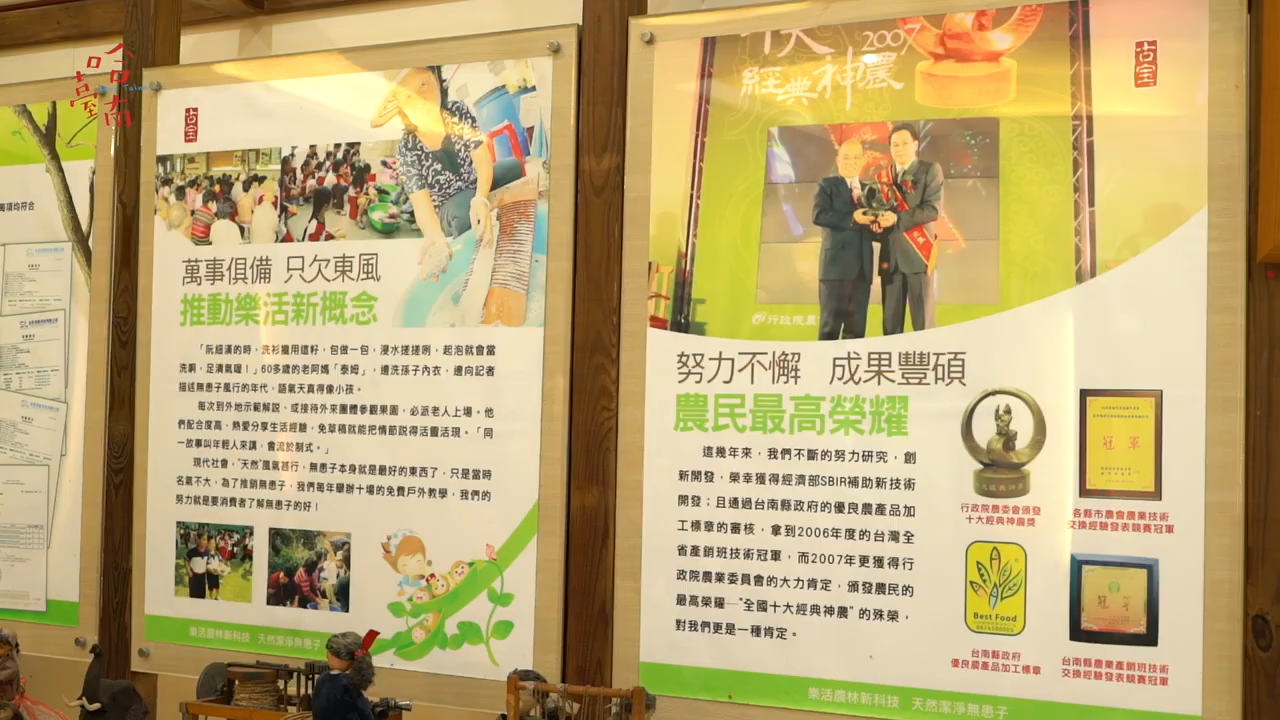 哈臺南
萬項均符合
古宝
萬事俱備 只欠東風
推動樂活新概念
「阮細漢的時，洗衫攏用這籽，包做一包，浸水搓搓咧，起泡就會當
洗啊，足清氣喔！」60多歲的老阿媽「泰姆」，邊洗孫子內衣，邊向記者
描述無患子風行的年代，語氣天真得像小孩。
每次到外地示範解說，或接待外來團體參觀果園，必派老人上場。他
們配合度高、熱愛分享生活經驗，免草稿就能把情節說得活靈活現。「同
一故事叫年輕人來講，會流於制式。」
現代社會，"天然"風氣甚行，無患子本身就是最好的東西了，只是當時
名氣不大，為了推銷無患子，我們每年舉辦十場的免費戶外教學，我們的
努力就是要消費者了解無患子的好！
樂活農林新科技 天然潔淨無患子
古宝
2007
經典神農
行政院農
努力不懈 成果豐碩
農民最高榮耀
這幾年來，我們不斷的努力研究，創
新開發，榮幸獲得經濟部SBIR補助新技術
開發；且通過台南縣政府的優良農產品加
工標章的審核，拿到2006年度的台灣全
省產銷班技術冠軍，而2007年更獲得行
政院農業委員會的大力肯定，頒發農民的
最高榮耀─"全國十大經典神農" 的殊榮，
對我們更是一種肯定。
行政院農委會頒發
十大經典神農獎
冠軍
各縣市農會農業技術
交換經驗發表競賽冠軍
Best Food
台南縣政府
優良農產品加工標章
冠軍
台南縣農業產銷班技術
交換經驗發表競賽冠軍
樂活農林新科技 天然潔淨無患子